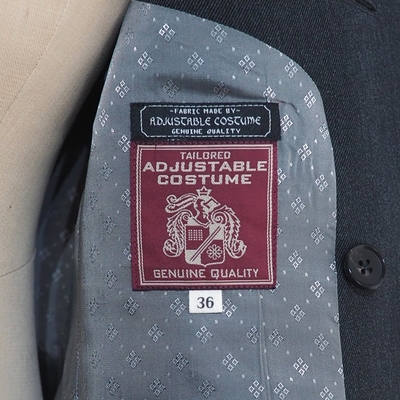 -FABRIC MADE BY-
ADJUSTABLE COSTUME
GENUINE QUALITY
TAILORED
ADJUSTABLE
COSTUME
GENUINE QUALITY
36